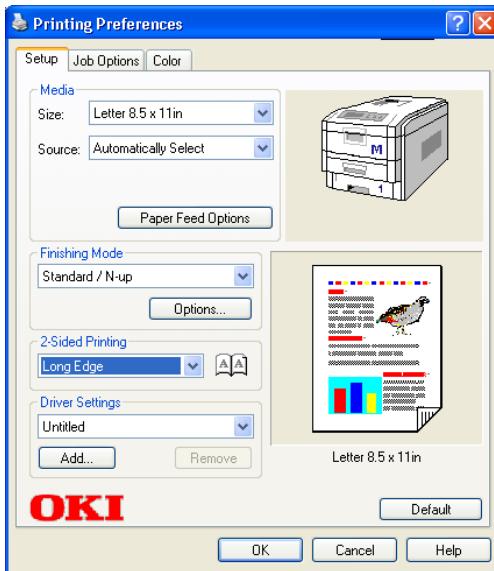 Printing Preferences
Setup Job Options Color
Media
Size: Letter 8.5 x 11in
Source: Automatically Select
Paper Feed Options
M
1
Finishing Mode
Standard / N-up
Options...
2-Sided Printing
Long Edge
A A
Driver Settings
Untitled
Add... Remove
Letter 8.5 x 11in
OKI
Default
OK Cancel Help